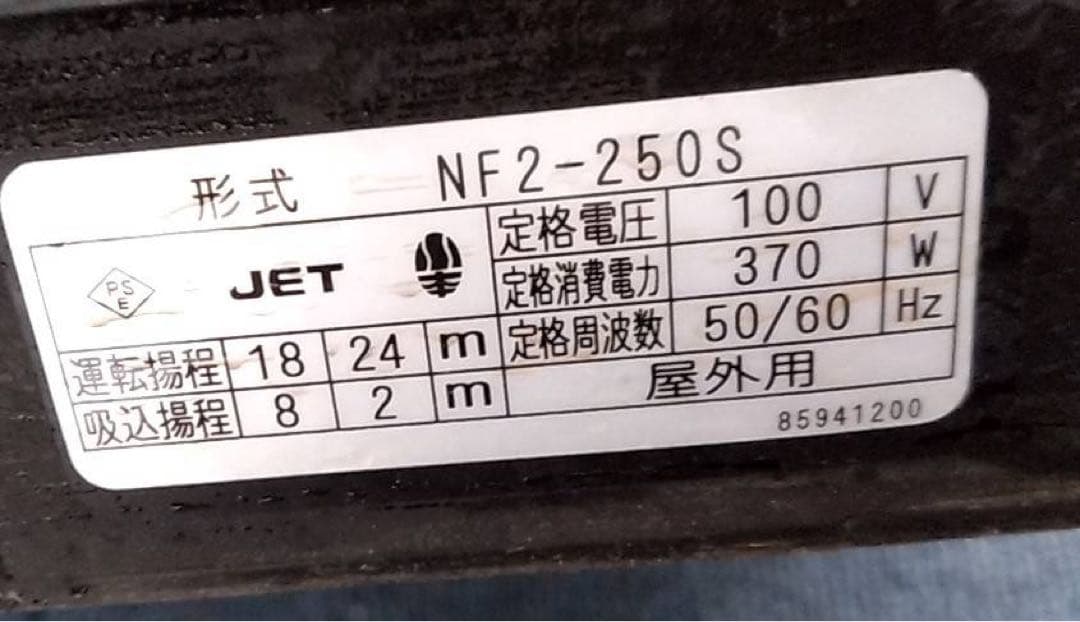 形式 NF2-250S
定格電圧 100 V
PS
E
JET
定格消費電力 370 W
定格周波数 50/60 Hz
運転揚程 18 24 m
吸込揚程 8 2 m
屋外用
85941200